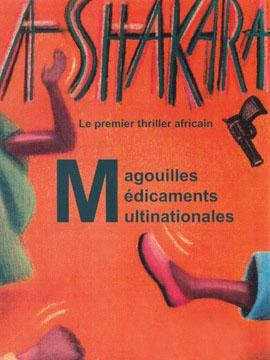 A SHAKARA
Le premier thriller africain
Magouilles
Médicaments
Multinationales